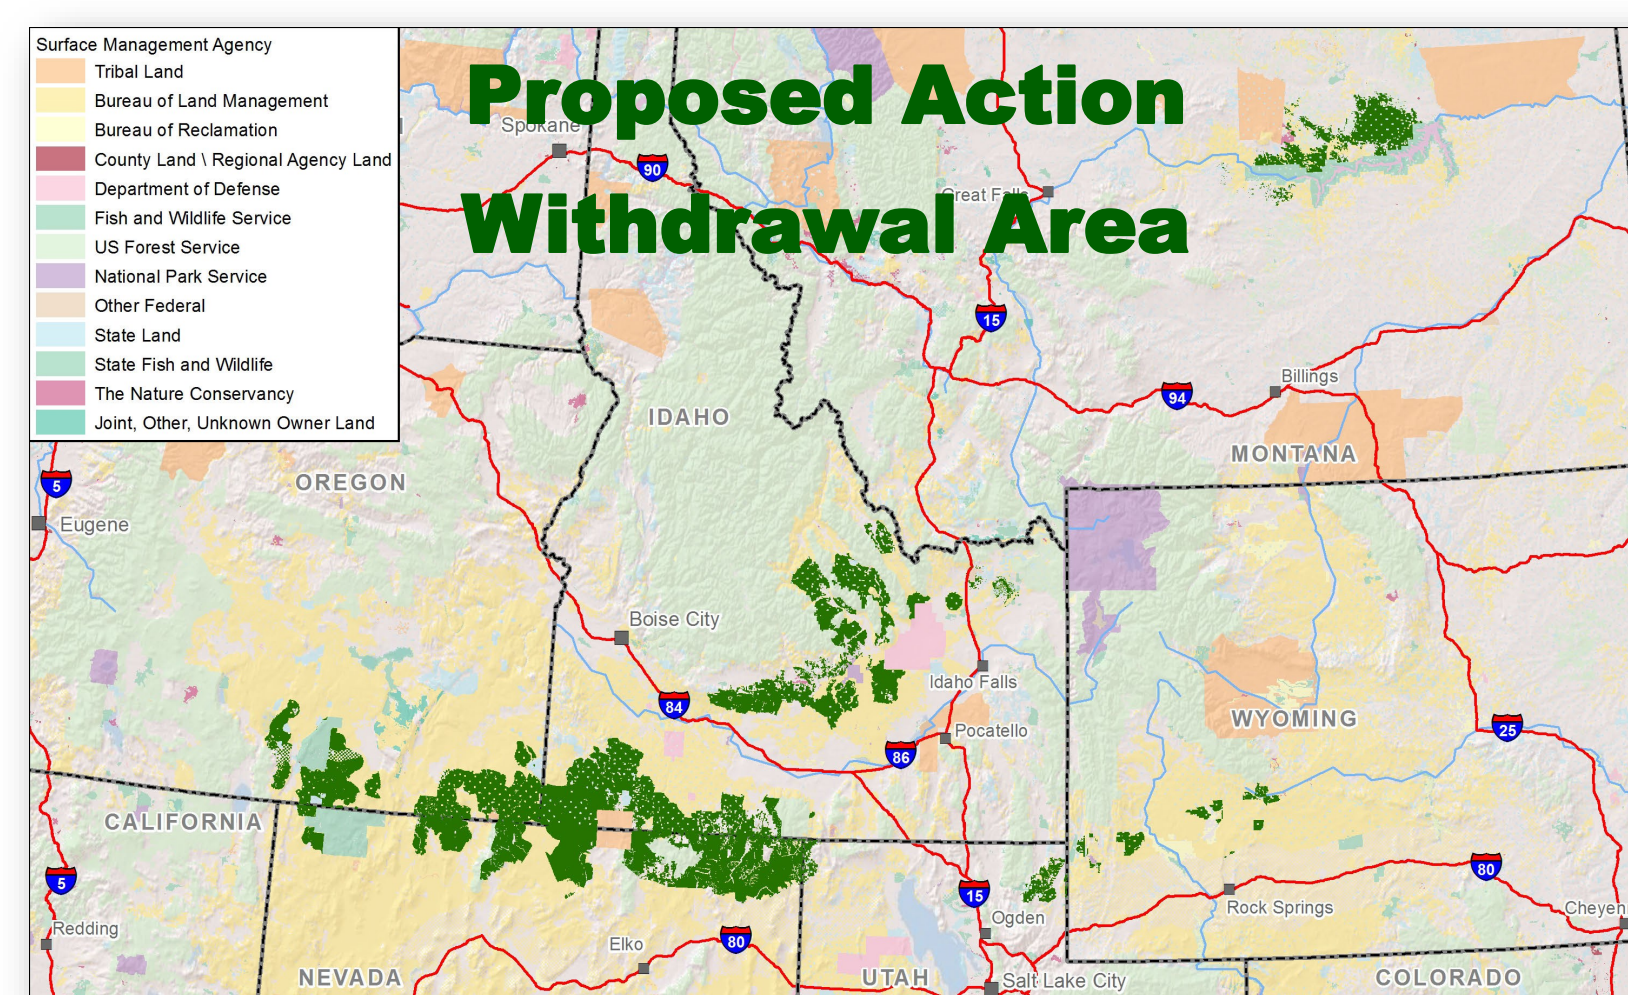 Surface Management Agency
Tribal Land
Bureau of Land Management
Bureau of Reclamation
County Land \ Regional Agency Land
Department of Defense
Fish and Wildlife Service
US Forest Service
National Park Service
Other Federal
State Land
State Fish and Wildlife
The Nature Conservancy
Joint, Other, Unknown Owner Land
Proposed Action
Withdrawal Area
Spokane
90
Great Falls
15
Billings
94
IDAHO
MONTANA
OREGON
5
Eugene
Boise City
Idaho Falls
84
WYOMING
25
Pocatello
86
CALIFORNIA
5
80
15
Rock Springs
Cheyen
Ogden
Redding
Elko
80
NEVADA
UTAH
Salt Lake City
COLORADO